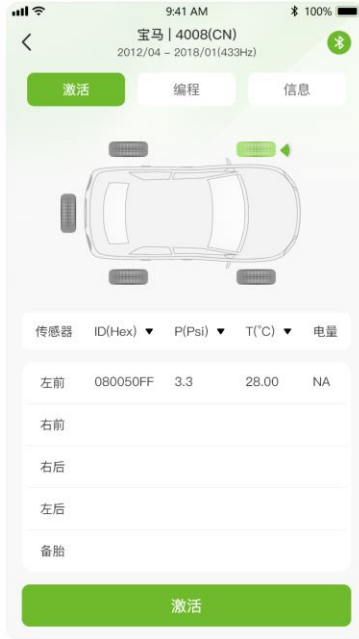 9:41 AM 100%
宝马 | 4008(CN)
2012/04 – 2018/01(433Hz)
激活 编程 信息
传感器 ID(Hex) ▼ P(Psi) ▼ T(°C) ▼ 电量
左前 080050FF 3.3 28.00 NA
右前
右后
左后
备胎
激活